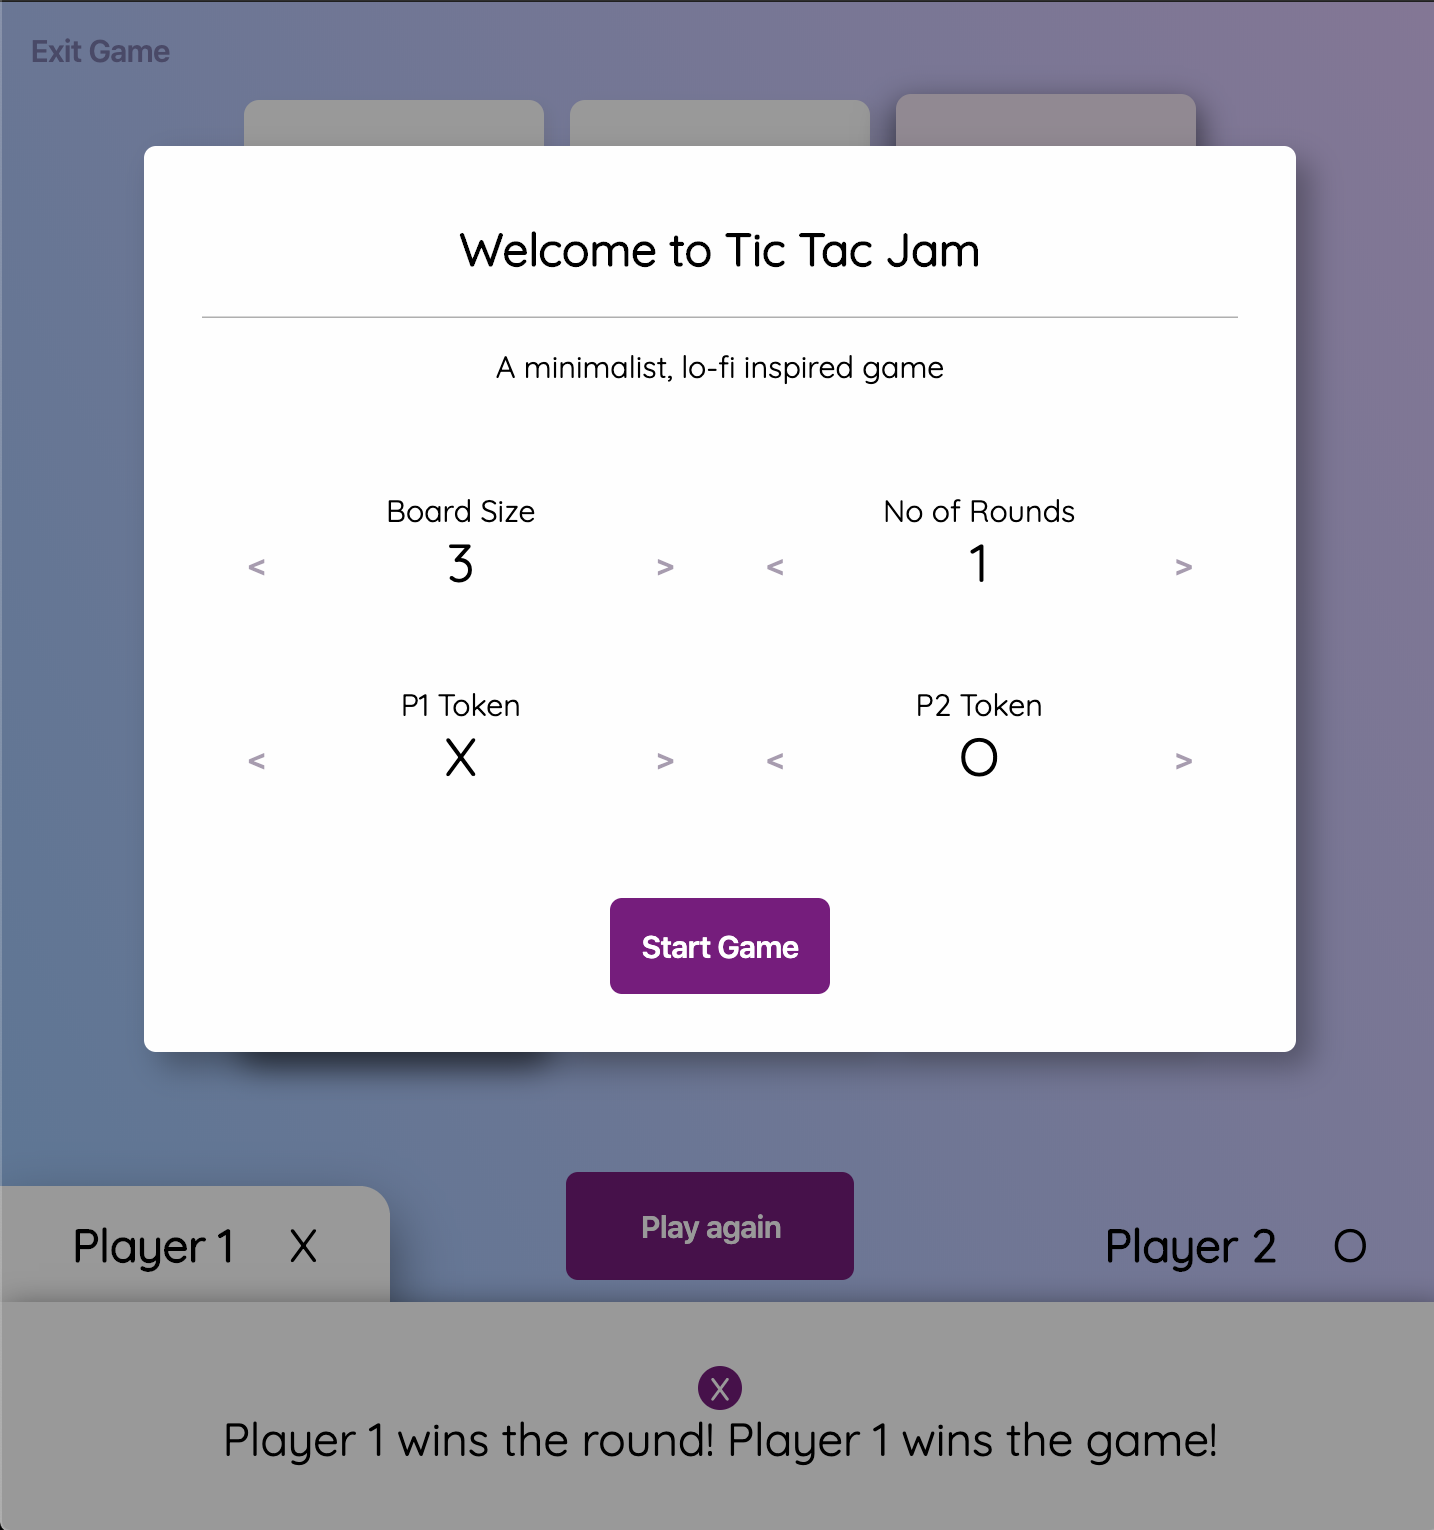 Exit Game
Welcome to Tic Tac Jam
A minimalist, lo-fi inspired game
Board Size
< 3 >
No of Rounds
< 1 >
P1 Token
< X >
P2 Token
< O >
Start Game
Player 1 X
Play again
Player 2 O
X
Player 1 wins the round! Player 1 wins the game!